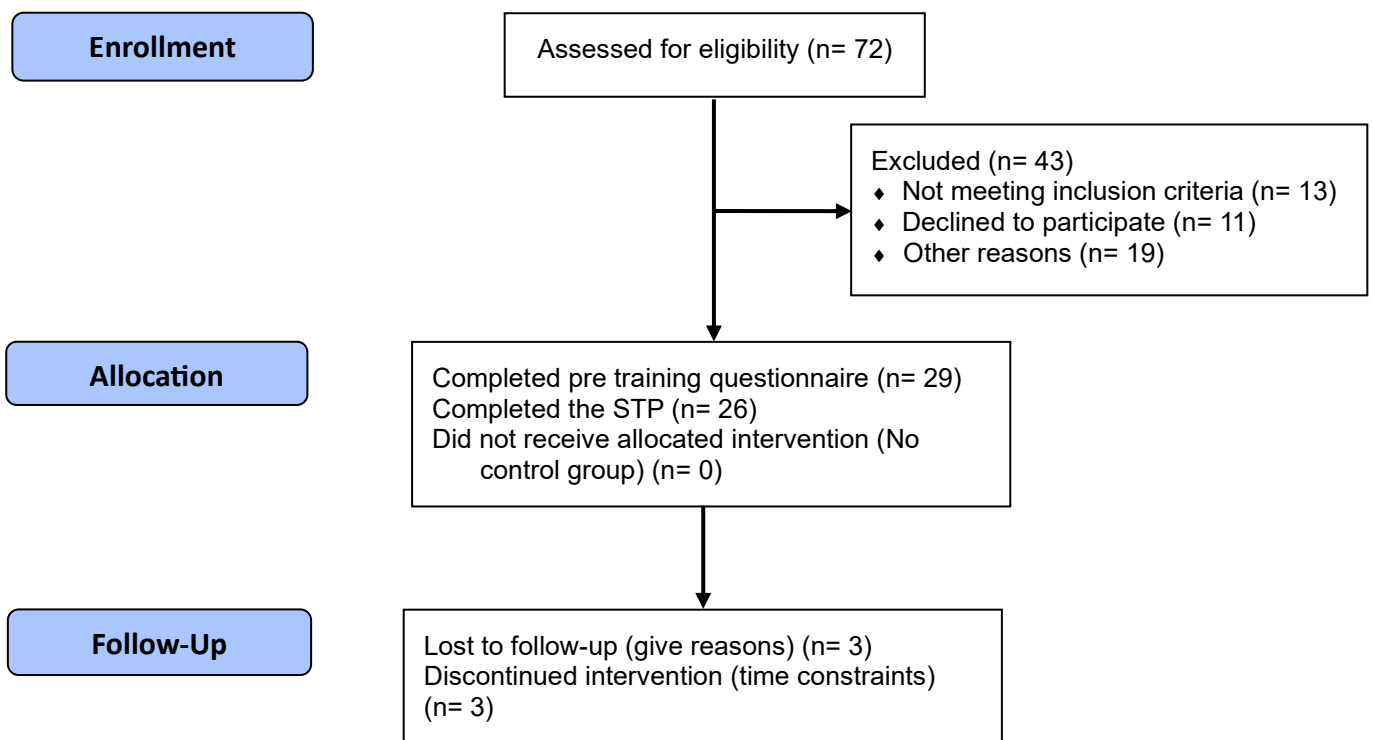 Enrollment
Assessed for eligibility (n= 72)
Excluded (n= 43)
♦ Not meeting inclusion criteria (n= 13)
♦ Declined to participate (n= 11)
♦ Other reasons (n= 19)
Allocation
Completed pre training questionnaire (n= 29)
Completed the STP (n= 26)
Did not receive allocated intervention (No
control group) (n= 0)
Follow-Up
Lost to follow-up (give reasons) (n= 3)
Discontinued intervention (time constraints)
(n= 3)